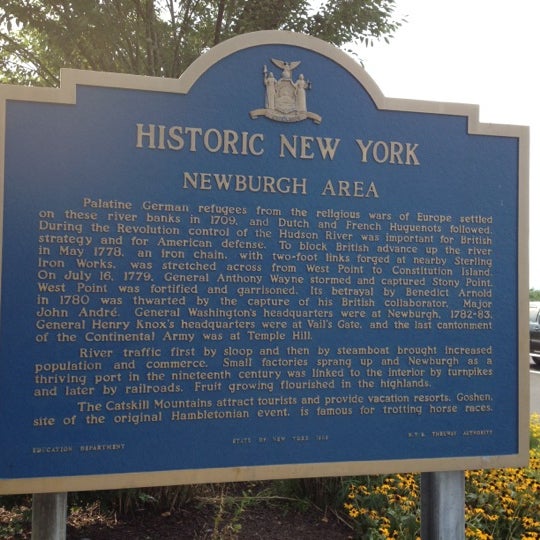 HISTORIC NEW YORK
NEWBURGH AREA
Palatine German refugees from the religious wars of Europe settled
on these river banks in 1709, and Dutch and French Huguenots followed.
During the Revolution control of the Hudson River was important for British
strategy and for American defense. To block British advance up the river
in May 1778, an iron chain, with two-foot links forged at nearby Sterling
Iron Works, was stretched across from West Point to Constitution Island.
On July 16, 1779, General Anthony Wayne stormed and captured Stony Point.
West Point was fortified and garrisoned. Its betrayal by Benedict Arnold
in 1780 was thwarted by the capture of his British collaborator, Major
John André. General Washington's headquarters were at Newburgh, 1782-83,
General Henry Knox's headquarters were at Vail's Gate, and the last cantonment
of the Continental Army was at Temple Hill.
River traffic first by sloop and then by steamboat brought increased
population and commerce. Small factories sprang up and Newburgh as a
thriving port in the nineteenth century was linked to the interior by turnpikes
and later by railroads. Fruit growing flourished in the highlands.
The Catskill Mountains attract tourists and provide vacation resorts. Goshen,
site of the original Hambletonian event, is famous for trotting horse races.
EDUCATION DEPARTMENT STATE OF NEW YORK N.Y.S. THRUWAY AUTHORITY